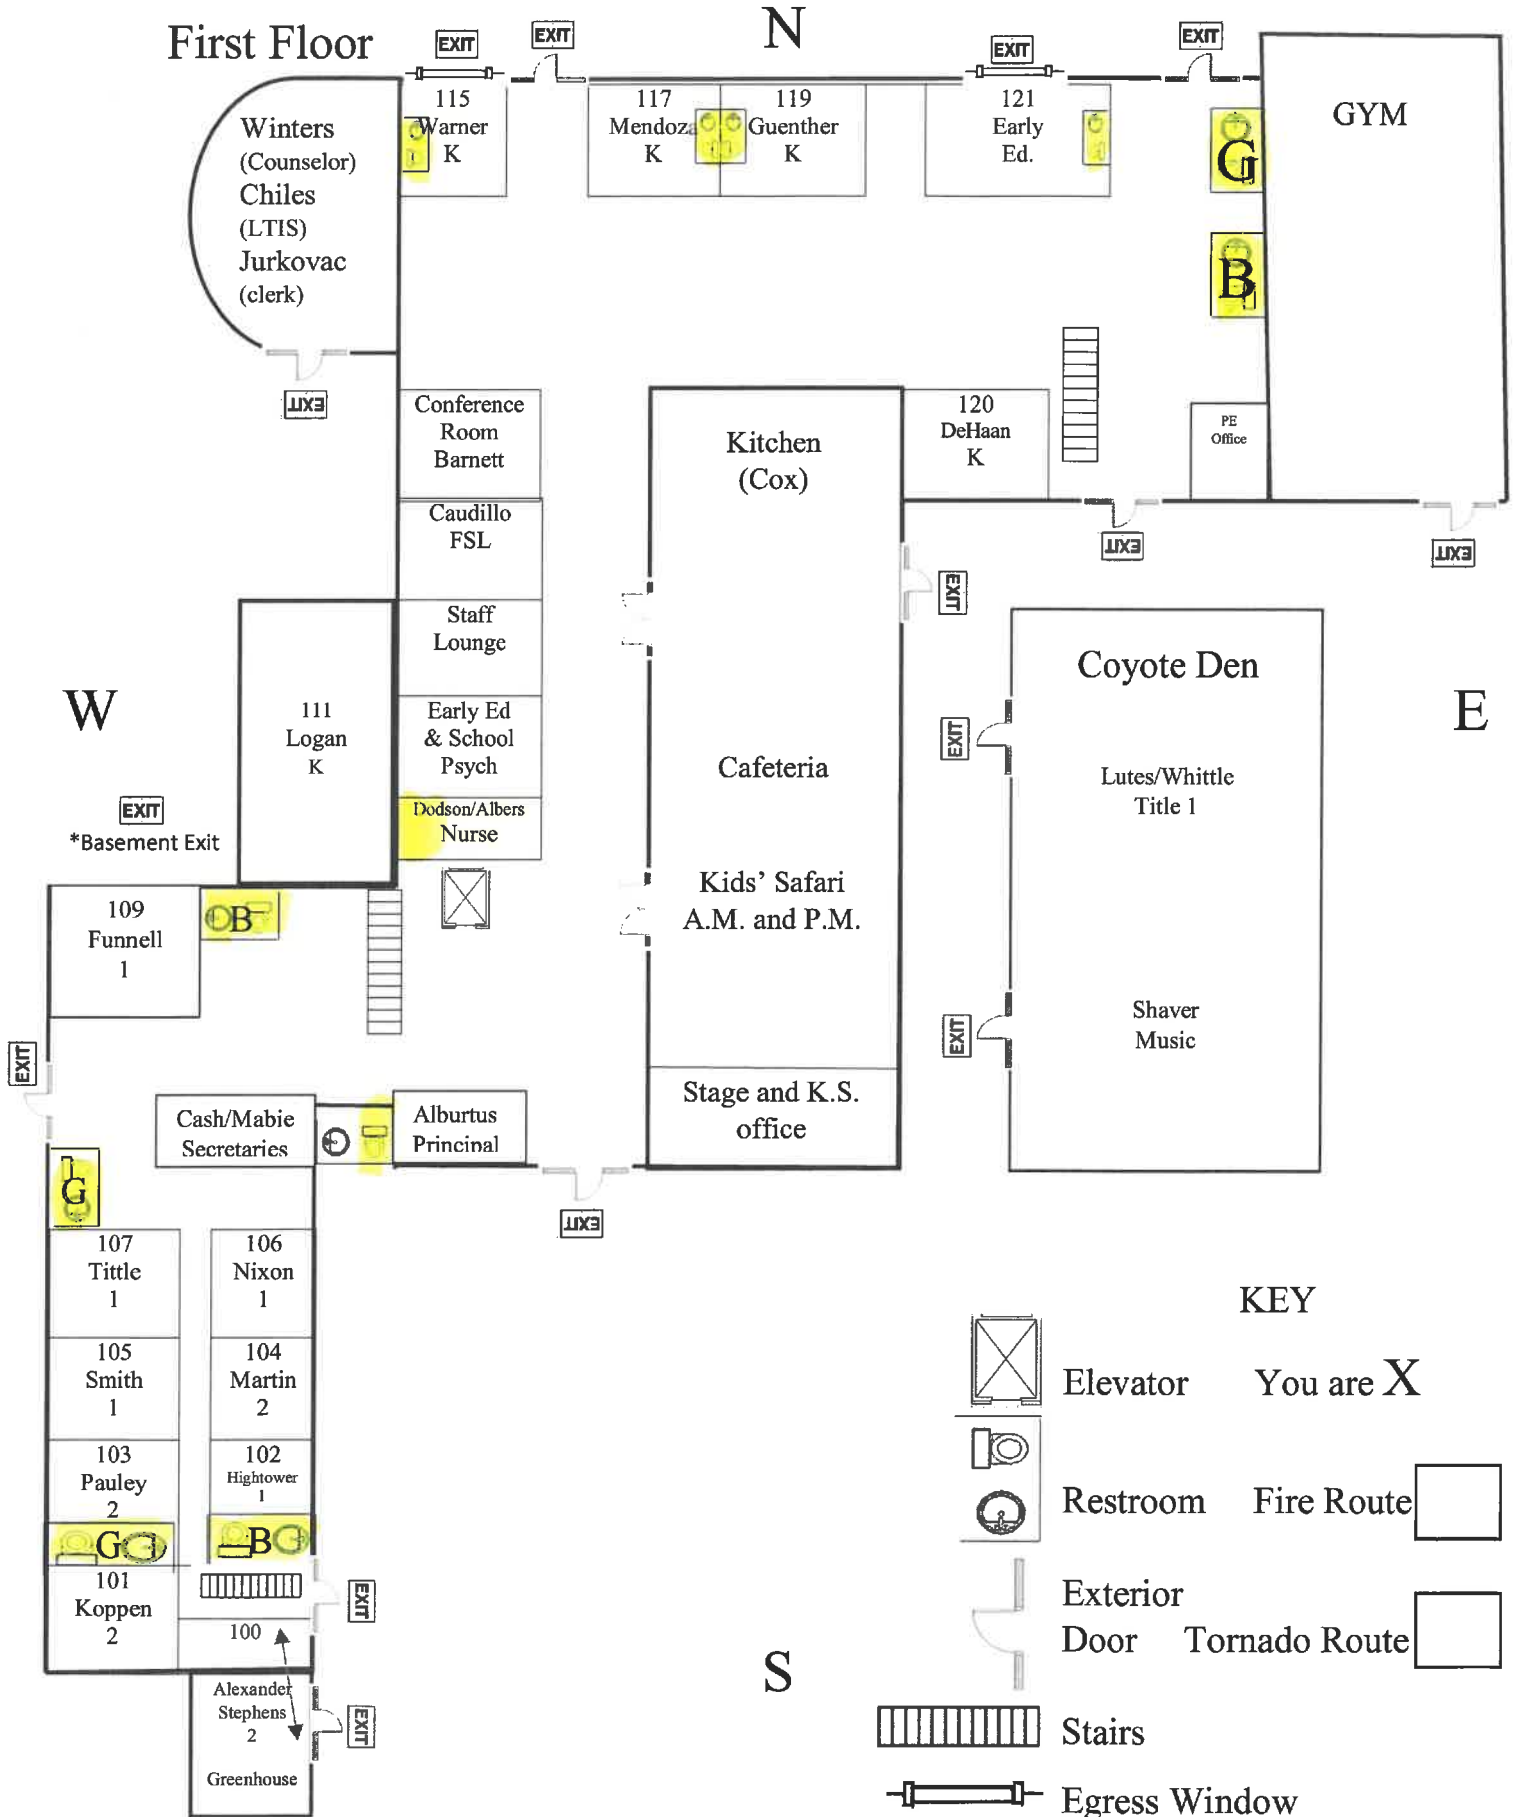 First Floor
N
EXIT
EXIT
EXIT
EXIT
Winters
(Counselor)
Chiles
(LTIS)
Jurkovac
(clerk)
EXIT
115
Warner
K
117
Mendoza
K
119
Guenther
K
121
Early
Ed.
G
B
GYM
Conference
Room
Barnett
Caudillo
FSL
Staff
Lounge
Early Ed
& School
Psych
Dodson/Albers
Nurse
Kitchen
(Cox)
Cafeteria
Kids' Safari
A.M. and P.M.
Stage and K.S.
office
120
DeHaan
K
PE
Office
EXIT
EXIT
EXIT
W
111
Logan
K
EXIT
*Basement Exit
E
Coyote Den
Lutes/Whittle
Title 1
Shaver
Music
EXIT
EXIT
109
Funnell
1
B
EXIT
Cash/Mabie
Secretaries
Alburtus
Principal
EXIT
G
107
Tittle
1
106
Nixon
1
105
Smith
1
104
Martin
2
103
Pauley
2
102
Hightower
1
G
B
101
Koppen
2
100
EXIT
Alexander
Stephens
2
Greenhouse
EXIT
S
KEY
Elevator
You are X
Restroom
Fire Route
Exterior
Door
Tornado Route
Stairs
Egress Window